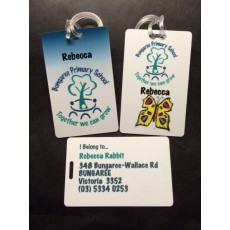 Rebecca
Bungaree Primary School
Together we can grow
Bungaree Primary School
Together we can grow
Rebecca
I Belong to...
Rebecca Rabbit
348 Bungaree-Wallace Rd
BUNGAREE
Victoria 3352
(03) 5334 0253